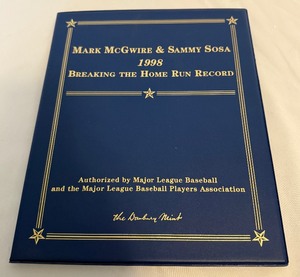 MARK MCGWIRE & SAMMY SOSA
1998
BREAKING THE HOME RUN RECORD
Authorized by Major League Baseball
and the Major League Baseball Players Association
The Danbury Mint